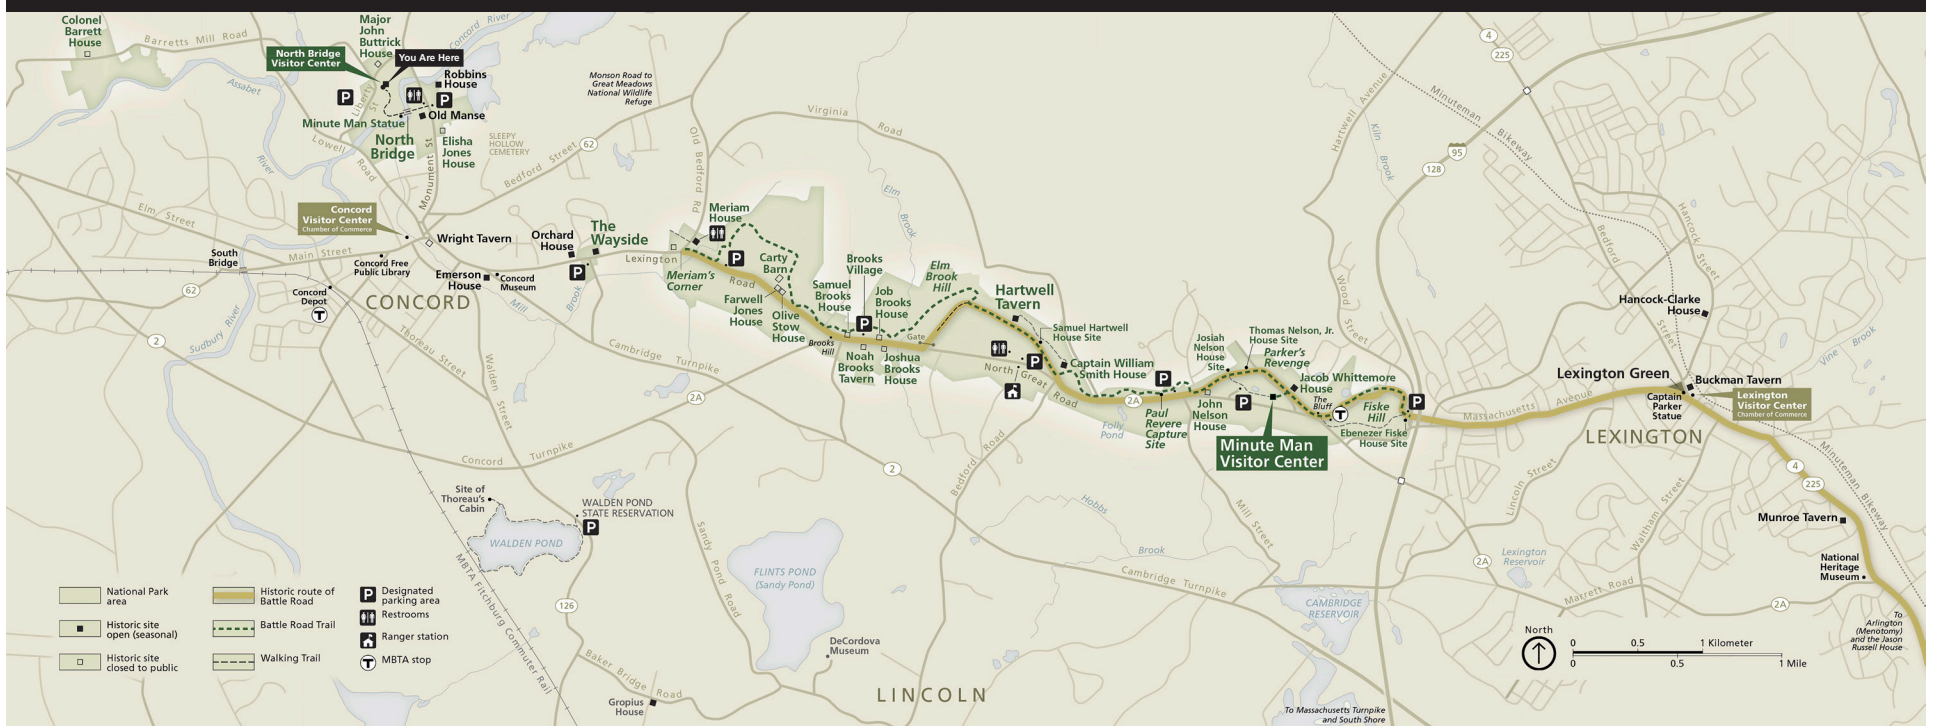 Colonel
Barrett
House
Barretts Mill Road
Major
John
Buttrick
House
Concord River
North Bridge
Visitor Center
You Are Here
Robbins
House
P
P
Liberty St
Assabet
River
Minute Man Statue
Old Manse
North
Bridge
Elisha
Jones
House
SLEEPY
HOLLOW
CEMETERY
Lowell Road
Monument St
Bedford Street
62
Monson Road to
Great Meadows
National Wildlife
Refuge
Old Bedford Rd
Virginia Road
Elm Brook
Hartwell Avenue
Kiln Brook
Minuteman Bikeway
4
225
95
128
Elm Street
Concord
Visitor Center
Chamber of Commerce
Wright Tavern
South
Bridge
Main Street
Concord Free
Public Library
Emerson
House
Concord
Museum
Concord
Depot
T
CONCORD
62
Sudbury River
2
Orchard
House
The
Wayside
P
Mill Brook
Lexington Road
Meriam
House
P
Meriam's
Corner
Carty
Barn
Farwell
Jones
House
Olive
Stow
House
Samuel
Brooks
House
Brooks
Village
P
Job
Brooks
House
Brooks
Hill
Noah
Brooks
Tavern
Joshua
Brooks
House
Gate
Elm
Brook
Hill
Hartwell
Tavern
Samuel Hartwell
House Site
P
North Great Road
Captain William
Smith House
2A
Folly
Pond
P
Paul
Revere
Capture
Site
Josiah
Nelson
House
Site
Thomas Nelson, Jr.
House Site
Parker's
Revenge
John
Nelson
House
P
Minute Man
Visitor Center
Jacob Whittemore
House
The
Bluff
T
Fiske
Hill
P
Ebenezer Fiske
House Site
Wood Street
Massachusetts Avenue
Bedford Street
Hancock Street
Hancock-Clarke
House
Vine Brook
Lexington Green
Buckman Tavern
Captain
Parker
Statue
Lexington
Visitor Center
Chamber of Commerce
LEXINGTON
4
225
Minuteman Bikeway
Munroe Tavern
National
Heritage
Museum
To
Arlington
(Menotomy)
and the Jason
Russell House
Lincoln Street
Waltham Street
Lexington
Reservoir
Marrett Road
2A
2A
Thoreau Street
Walden Street
Cambridge Turnpike
2A
Concord Turnpike
2
Bedford Road
Hobbs Brook
Mill Street
Cambridge Turnpike
CAMBRIDGE
RESERVOIR
Site of
Thoreau's
Cabin
WALDEN POND
STATE RESERVATION
P
WALDEN POND
MBTA Fitchburg Commuter Rail
126
Sandy Pond Road
FLINTS POND
(Sandy Pond)
DeCordova
Museum
Baker Bridge Road
Gropius
House
LINCOLN
To Massachusetts Turnpike
and South Shore
National Park
area
Historic site
open (seasonal)
Historic site
closed to public
Historic route of
Battle Road
Battle Road Trail
Walking Trail
P
Designated
parking area
Restrooms
Ranger station
T
MBTA stop
North
0 0.5 1 Kilometer
0 0.5 1 Mile